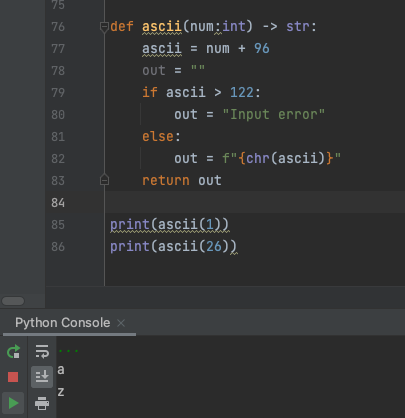 75
76 def ascii(num:int) -> str:
77 ascii = num + 96
78 out = ""
79 if ascii > 122:
80 out = "Input error"
81 else:
82 out = f"{chr(ascii)}"
83 return out
84
85 print(ascii(1))
86 print(ascii(26))
Python Console ×
...
a
z